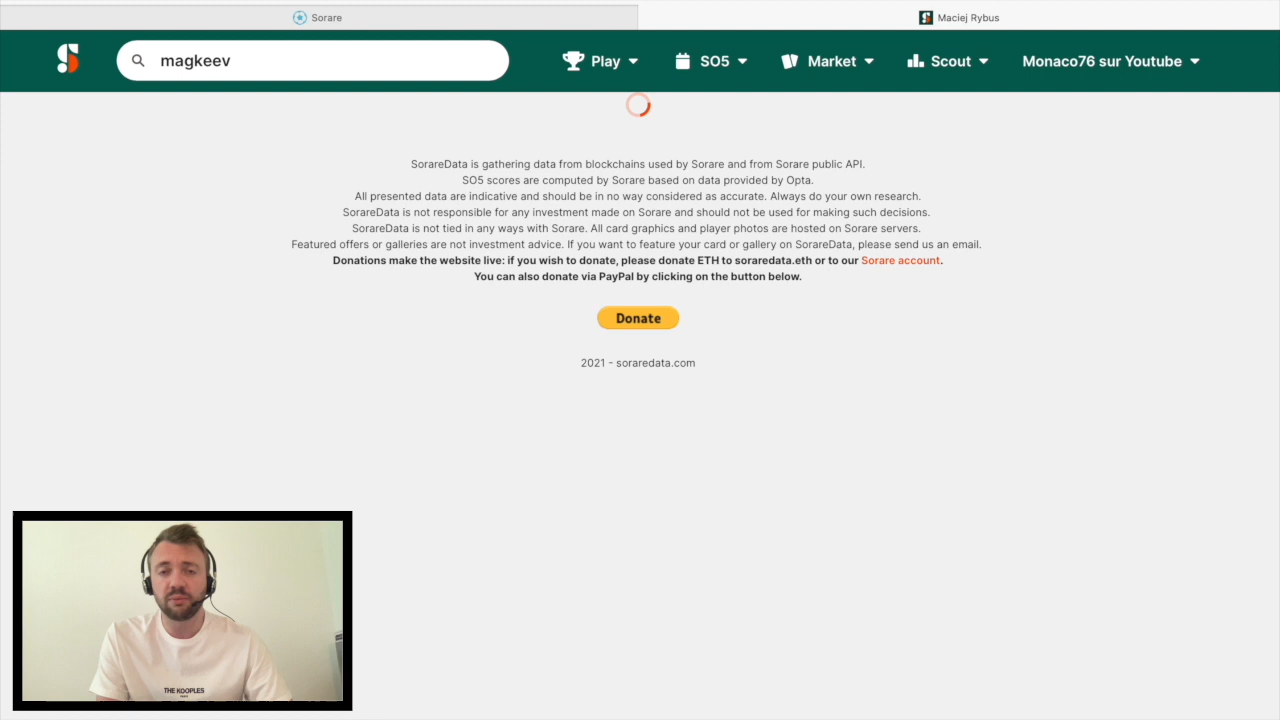 Sorare
Maciej Rybus
magkeev
Play
SO5
Market
Scout
Monaco76 sur Youtube
SorareData is gathering data from blockchains used by Sorare and from Sorare public API.
SO5 scores are computed by Sorare based on data provided by Opta.
All presented data are indicative and should be in no way considered as accurate. Always do your own research.
SorareData is not responsible for any investment made on Sorare and should not be used for making such decisions.
SorareData is not tied in any ways with Sorare. All card graphics and player photos are hosted on Sorare servers.
Featured offers or galleries are not investment advice. If you want to feature your card or gallery on SorareData, please send us an email.
Donations make the website live: if you wish to donate, please donate ETH to soraredata.eth or to our Sorare account.
You can also donate via PayPal by clicking on the button below.
Donate
2021 - soraredata.com
THE KOOPLES